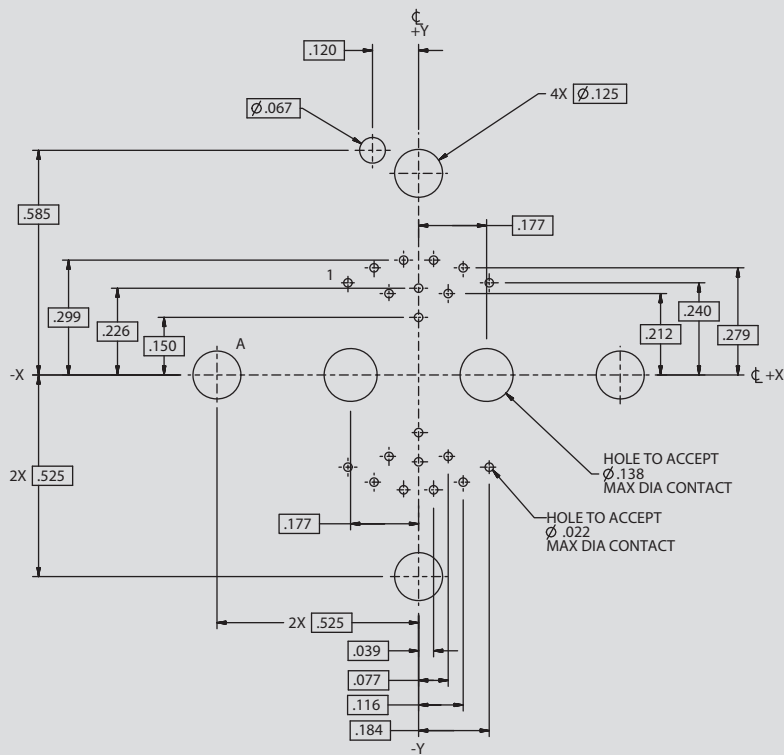 ℄
+Y
.120
4X Ø.125
Ø.067
.585
.177
1
.299
.226
.150
.240
.212
.279
A
-X
℄ +X
2X .525
HOLE TO ACCEPT
Ø.138
MAX DIA CONTACT
.177
HOLE TO ACCEPT
Ø .022
MAX DIA CONTACT
2X .525
.039
.077
.116
.184
-Y